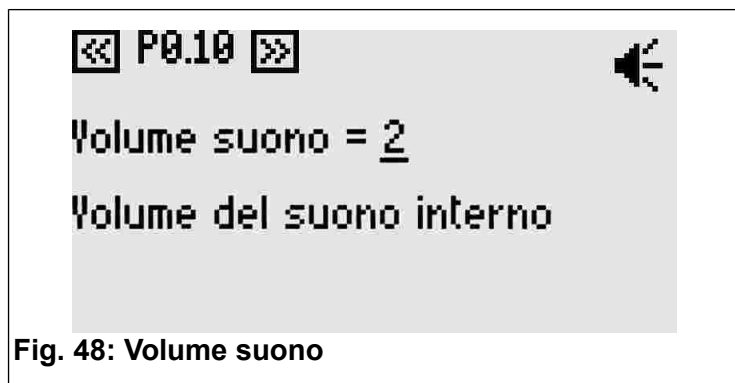 « P0.10 »
Volume suono = 2
Volume del suono interno
Fig. 48: Volume suono